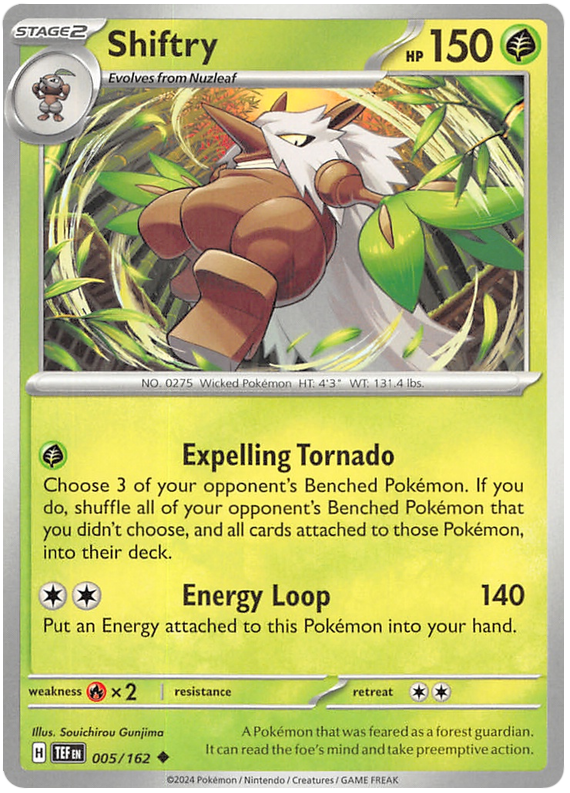 STAGE2
Shiftry
HP 150
Evolves from Nuzleaf
NO. 0275 Wicked Pokémon HT: 4'3" WT: 131.4 lbs.
Expelling Tornado
Choose 3 of your opponent's Benched Pokémon. If you
do, shuffle all of your opponent's Benched Pokémon that
you didn't choose, and all cards attached to those Pokémon,
into their deck.
Energy Loop 140
Put an Energy attached to this Pokémon into your hand.
weakness ×2 resistance retreat
Illus. Souichirou Gunjima
A Pokémon that was feared as a forest guardian.
It can read the foe's mind and take preemptive action.
H TEF EN 005/162
©2024 Pokémon / Nintendo / Creatures / GAME FREAK